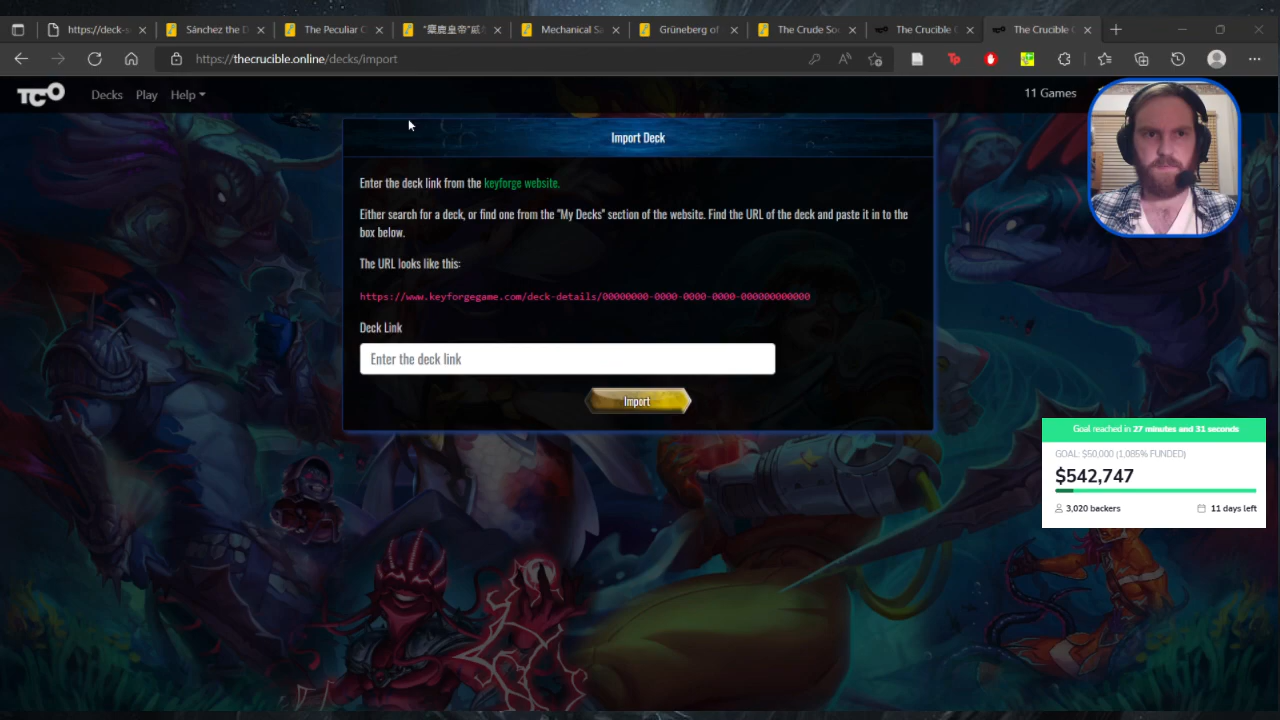 https://deck-s
Sánchez the D
The Peculiar C
"麋鹿皇帝"威
Mechanical Sa
Grüneberg of
The Crude So
The Crucible
The Crucible
https://thecrucible.online/decks/import
TCO
Decks
Play
Help
11 Games
Import Deck
Enter the deck link from the keyforge website.
Either search for a deck, or find one from the "My Decks" section of the website. Find the URL of the deck and paste it in to the
box below.
The URL looks like this:
https://www.keyforgegame.com/deck-details/00000000-0000-0000-0000-000000000000
Deck Link
Enter the deck link
Import
Goal reached in 27 minutes and 31 seconds
GOAL: $50,000 (1,085% FUNDED)
$542,747
3,020 backers
11 days left